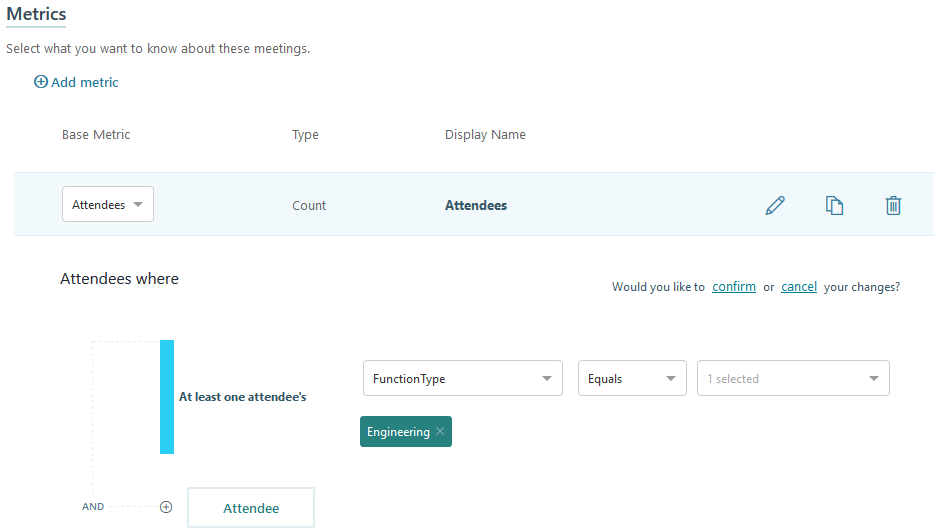 Metrics
Select what you want to know about these meetings.
Add metric
Base Metric Type Display Name
Attendees Count Attendees
Attendees where
Would you like to confirm or cancel your changes?
FunctionType Equals 1 selected
At least one attendee's
Engineering ×
AND Attendee